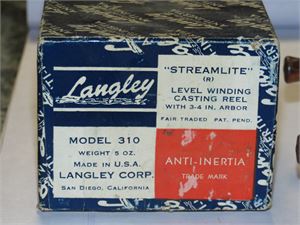 Langley
"STREAMLITE"
(R)
LEVEL WINDING
CASTING REEL
WITH 3-4 IN. ARBOR
FAIR TRADED PAT. PEND.
MODEL 310
WEIGHT 5 OZ.
MADE IN U.S.A.
LANGLEY CORP.
SAN DIEGO, CALIFORNIA
ANTI-INERTIA
TRADE MARK